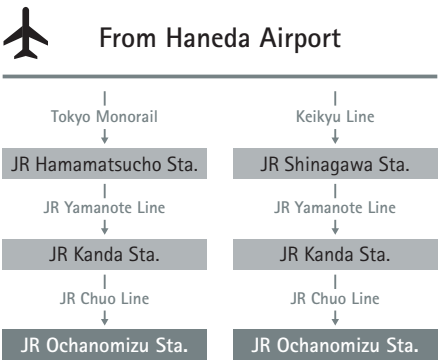 From Haneda Airport
Tokyo Monorail
JR Hamamatsucho Sta.
JR Yamanote Line
JR Kanda Sta.
JR Chuo Line
JR Ochanomizu Sta.
Keikyu Line
JR Shinagawa Sta.
JR Yamanote Line
JR Kanda Sta.
JR Chuo Line
JR Ochanomizu Sta.